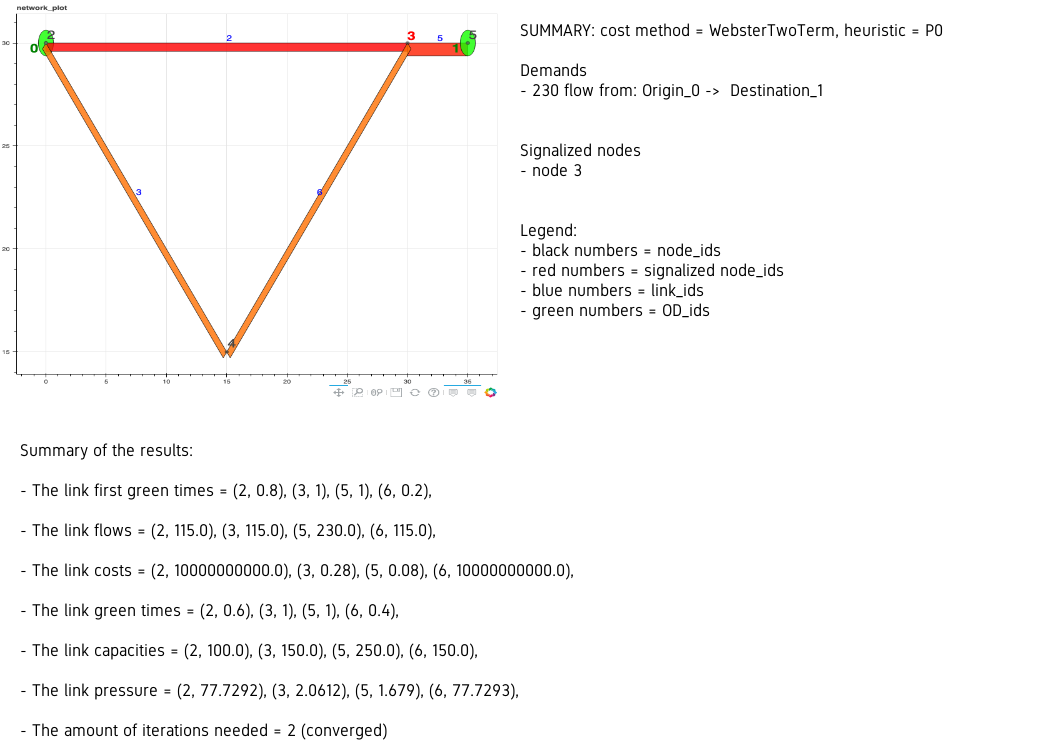 network_plot
SUMMARY: cost method = WebsterTwoTerm, heuristic = P0
Demands
- 230 flow from: Origin_0 -> Destination_1
Signalized nodes
- node 3
Legend:
- black numbers = node_ids
- red numbers = signalized node_ids
- blue numbers = link_ids
- green numbers = OD_ids
30
25
20
15
0
5
10
15
20
25
30
35
0
2
2
3
5
1
5
3
6
4
Summary of the results:
- The link first green times = (2, 0.8), (3, 1), (5, 1), (6, 0.2),
- The link flows = (2, 115.0), (3, 115.0), (5, 230.0), (6, 115.0),
- The link costs = (2, 10000000000.0), (3, 0.28), (5, 0.08), (6, 10000000000.0),
- The link green times = (2, 0.6), (3, 1), (5, 1), (6, 0.4),
- The link capacities = (2, 100.0), (3, 150.0), (5, 250.0), (6, 150.0),
- The link pressure = (2, 77.7292), (3, 2.0612), (5, 1.679), (6, 77.7293),
- The amount of iterations needed = 2 (converged)